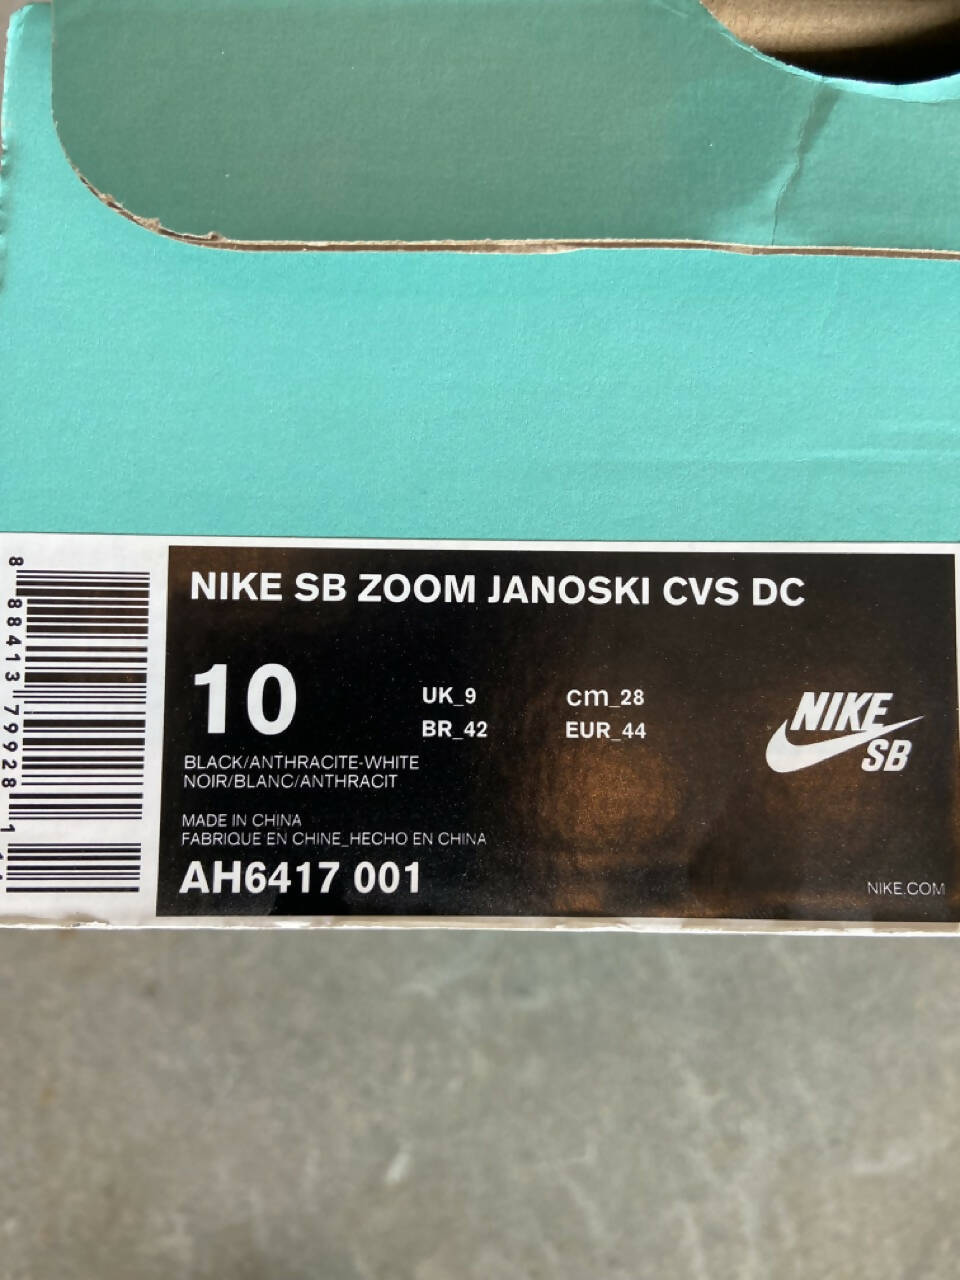 NIKE SB ZOOM JANOSKI CVS DC
10
UK_9 cm_28
BR_42 EUR_44
BLACK/ANTHRACITE-WHITE
NOIR/BLANC/ANTHRACIT
MADE IN CHINA
FABRIQUE EN CHINE_HECHO EN CHINA
AH6417 001
NIKE
SB
NIKE.COM
8 88413 79928 1